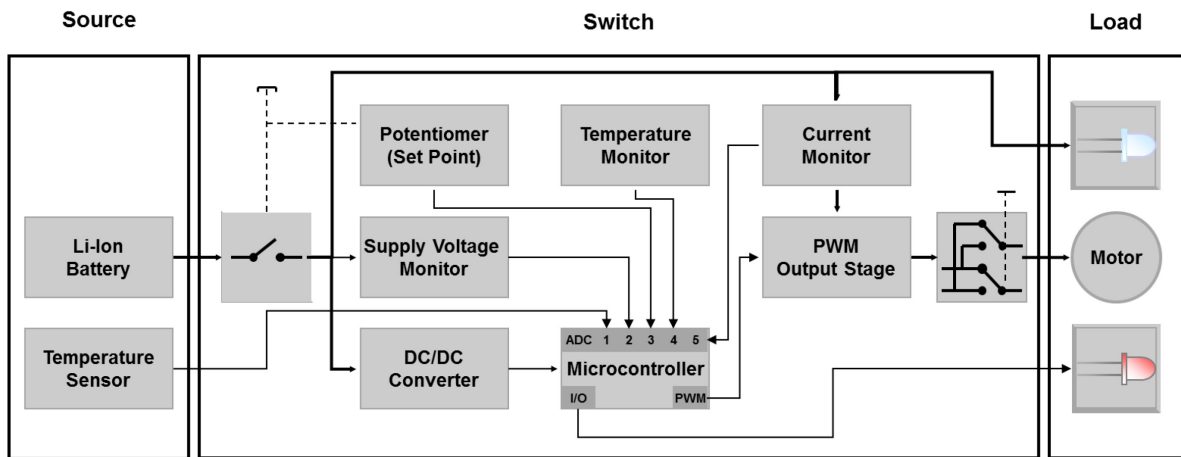 Source
Switch
Load
Potentiomer
(Set Point)
Temperature
Monitor
Current
Monitor
Li-Ion
Battery
Supply Voltage
Monitor
PWM
Output Stage
Motor
Temperature
Sensor
DC/DC
Converter
ADC 1 2 3 4 5
Microcontroller
I/O PWM